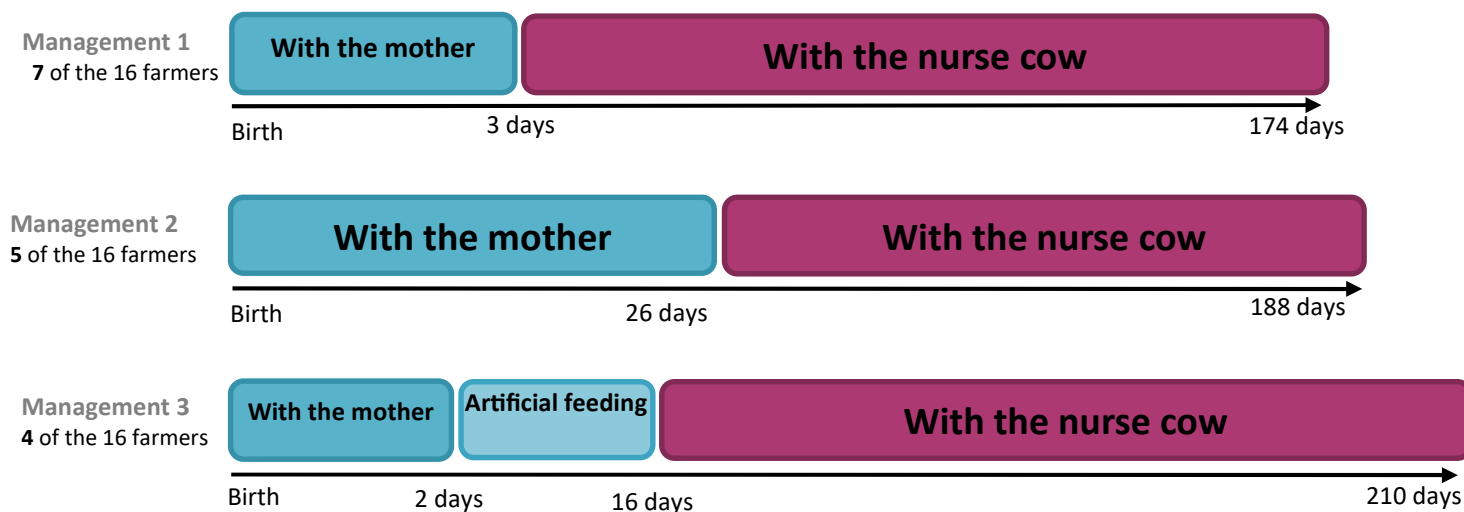 Management 1
7 of the 16 farmers
With the mother
With the nurse cow
Birth
3 days
174 days
Management 2
5 of the 16 farmers
With the mother
With the nurse cow
Birth
26 days
188 days
Management 3
4 of the 16 farmers
With the mother
Artificial feeding
With the nurse cow
Birth
2 days
16 days
210 days